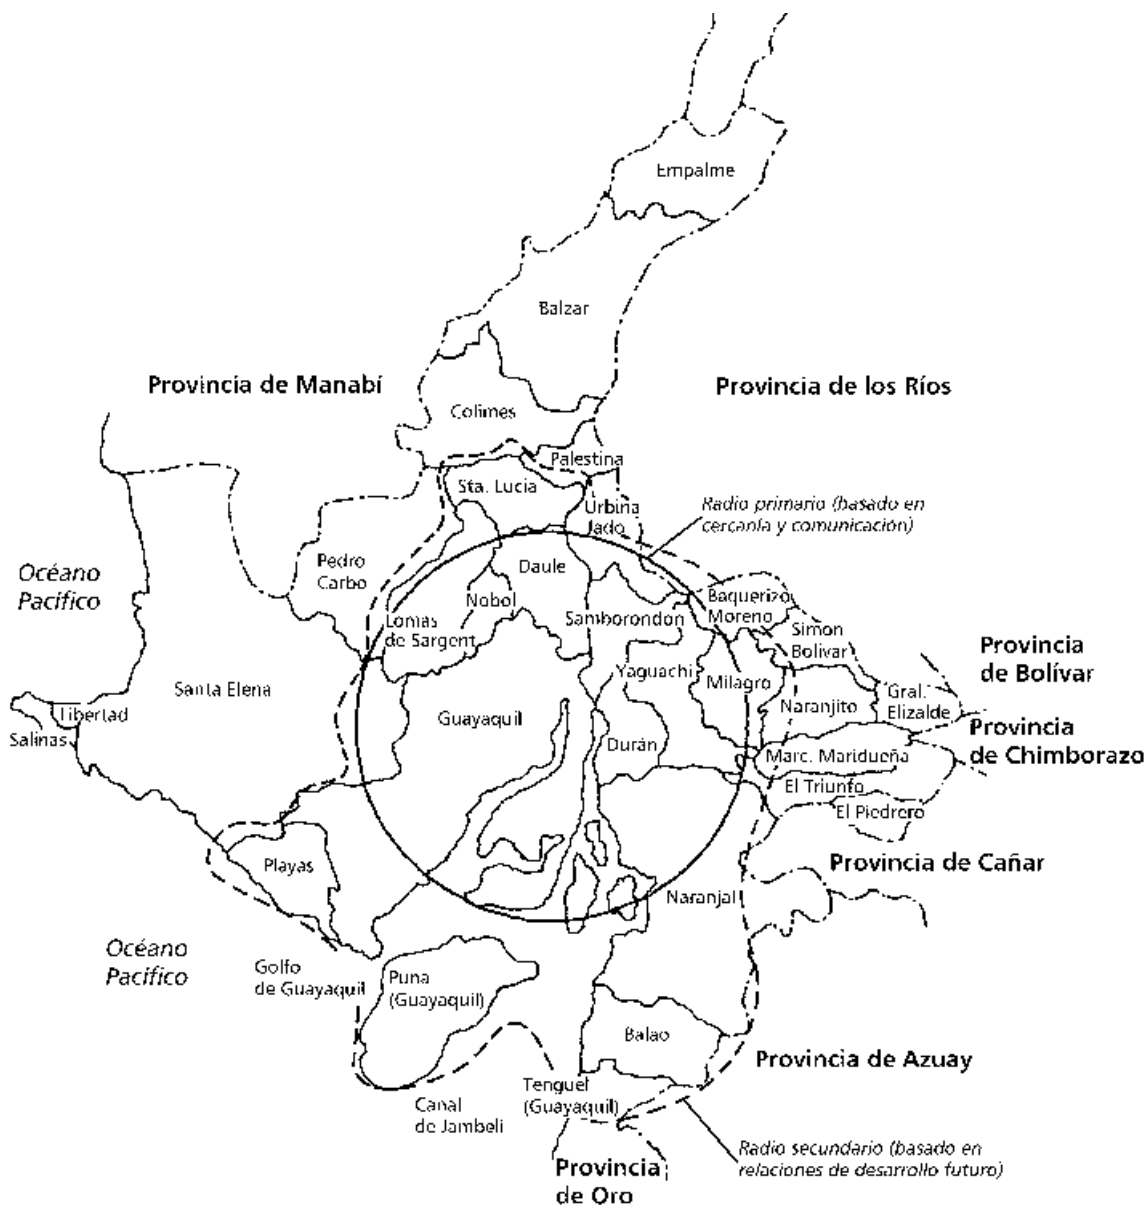 Empalme
Balzar
Provincia de Manabí
Provincia de los Ríos
Colimes
Palestina
Sta. Lucia
Urbina
Jado
Radio primario (basado en
cercanía y comunicación)
Océano
Pacífico
Pedro
Carbo
Daule
Nobol
Lomas
de Sargent
Samborondon
Baquerizo
Moreno
Simon
Bolivar
Provincia
de Bolívar
Santa Elena
Yaguachi
Milagro
Naranjito
Gral.
Elizalde
Libertad
Salinas
Guayaquil
Durán
Marc. Maridueña
Provincia
de Chimborazo
El Triunfo
El Piedrero
Playas
Provincia de Cañar
Naranjal
Océano
Pacífico
Golfo
de Guayaquil
Puna
(Guayaquil)
Balao
Provincia de Azuay
Tenguel
(Guayaquil)
Canal
de Jambeli
Radio secundario (basado en
relaciones de desarrollo futuro)
Provincia
de Oro